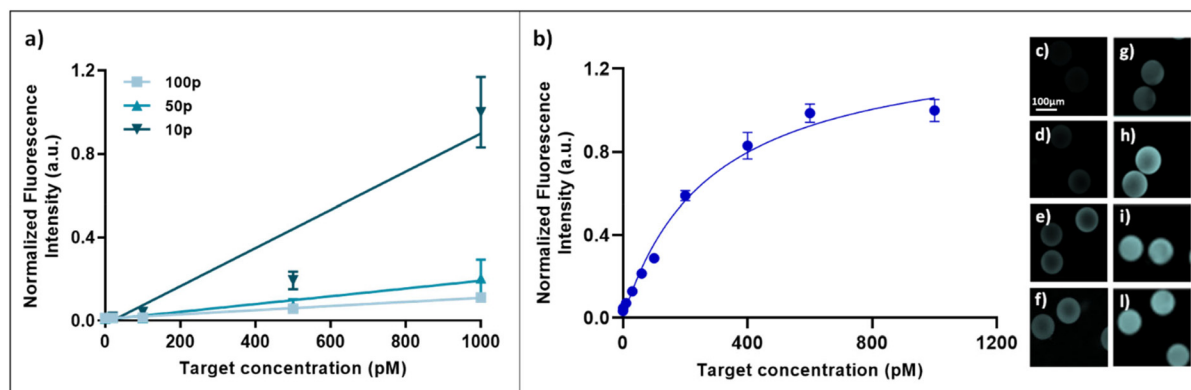 a)
Normalized Fluorescence
Intensity (a.u.)
1.2
0.8
0.4
0.0
100p
50p
10p
0
200
400
600
800
1000
Target concentration (pM)
b)
Normalized Fluorescence
Intensity (a.u.)
1.2
0.8
0.4
0.0
0
400
800
1200
Target concentration (pM)
c)
100µm
d)
e)
f)
g)
h)
i)
l)